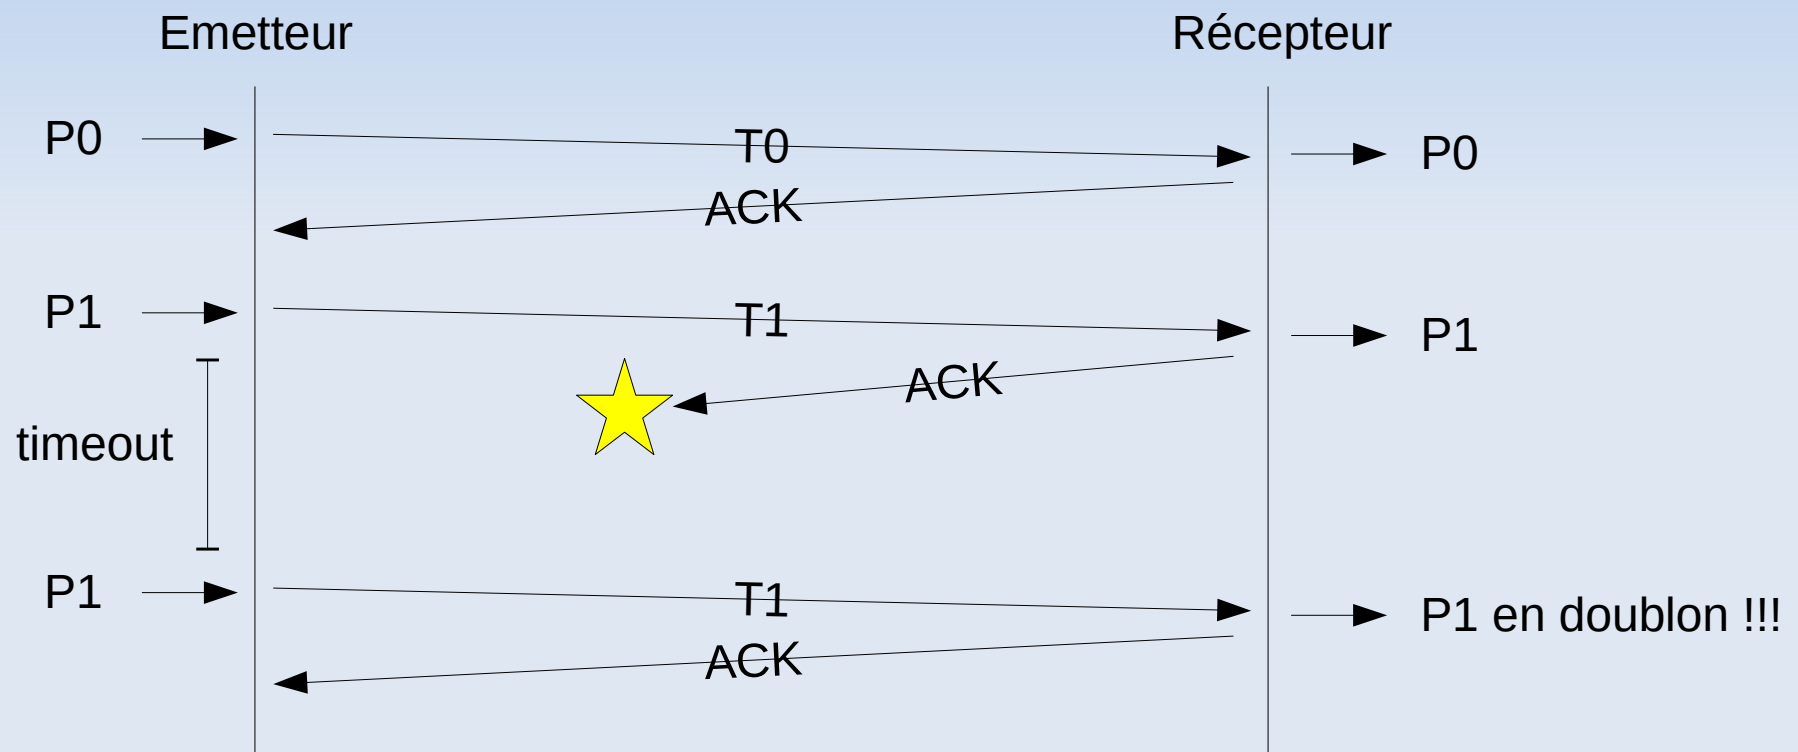 Emetteur
Récepteur
P0
T0
P0
ACK
P1
T1
P1
ACK
timeout
P1
T1
P1 en doublon !!!
ACK